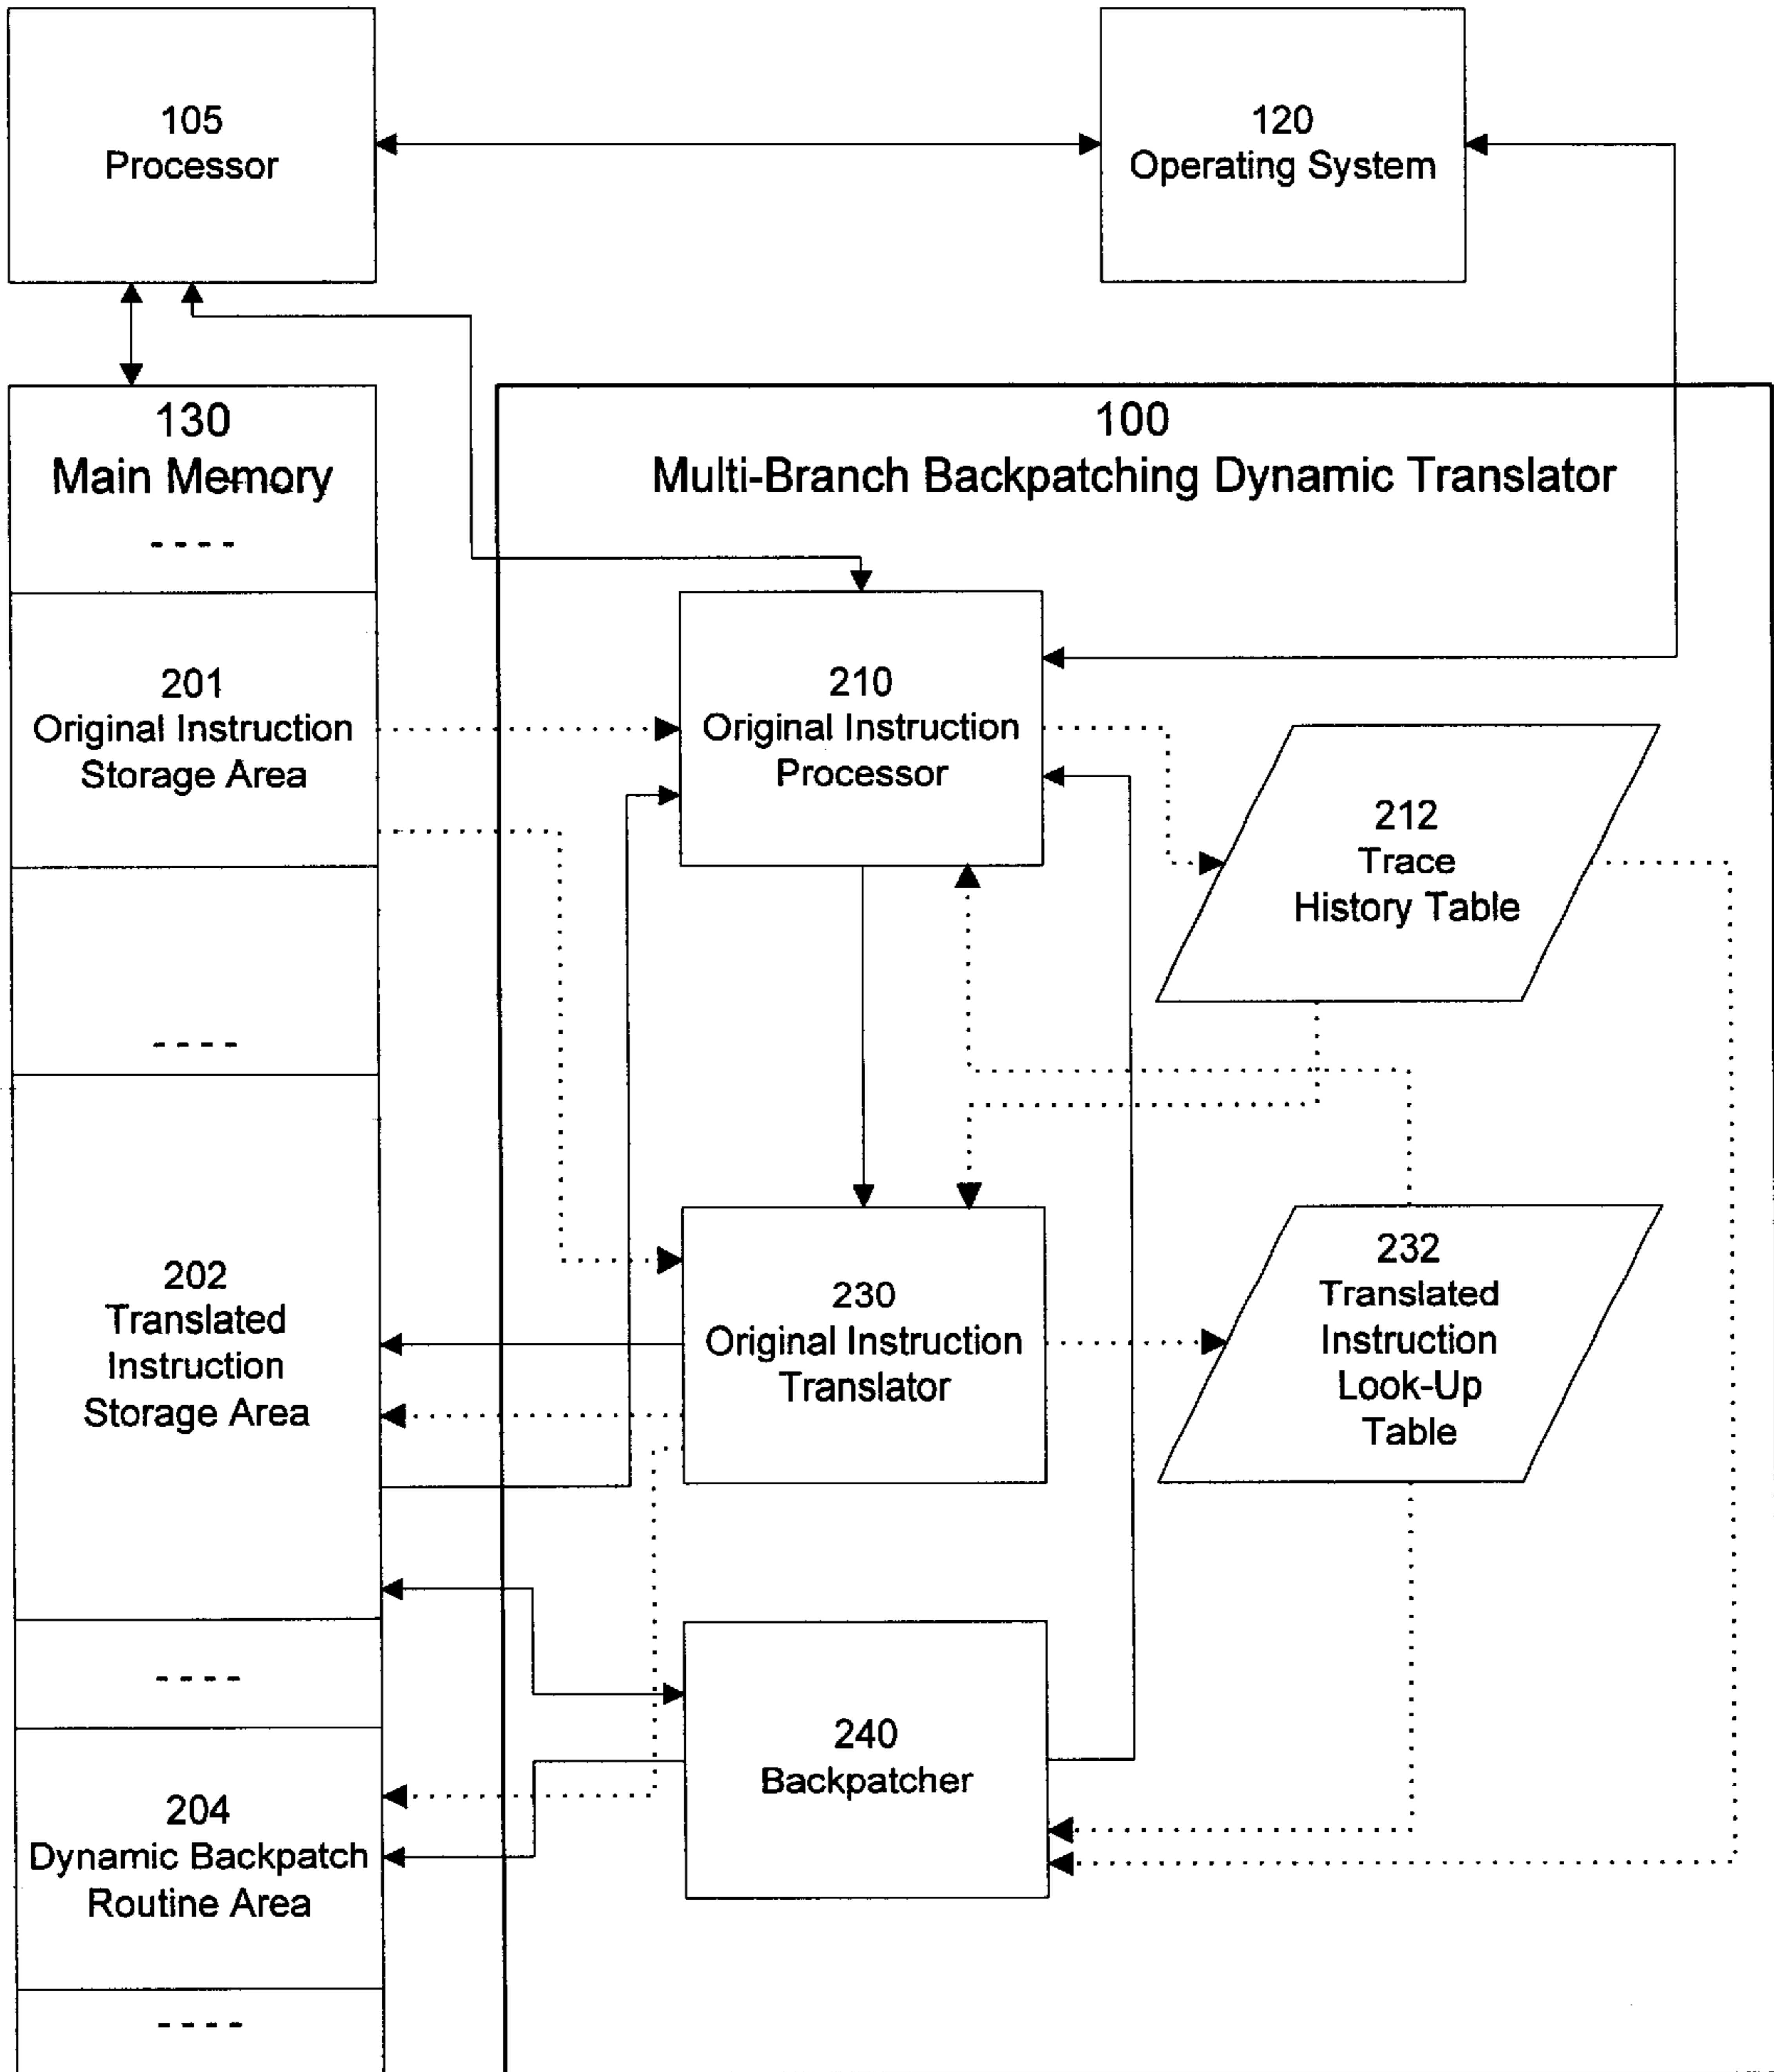 105
Processor
120
Operating System
130
Main Memory
- - - -
100
Multi-Branch Backpatching Dynamic Translator
201
Original Instruction
Storage Area
210
Original Instruction
Processor
212
Trace
History Table
- - - -
202
Translated
Instruction
Storage Area
230
Original Instruction
Translator
232
Translated
Instruction
Look-Up
Table
- - - -
240
Backpatcher
204
Dynamic Backpatch
Routine Area
- - - -